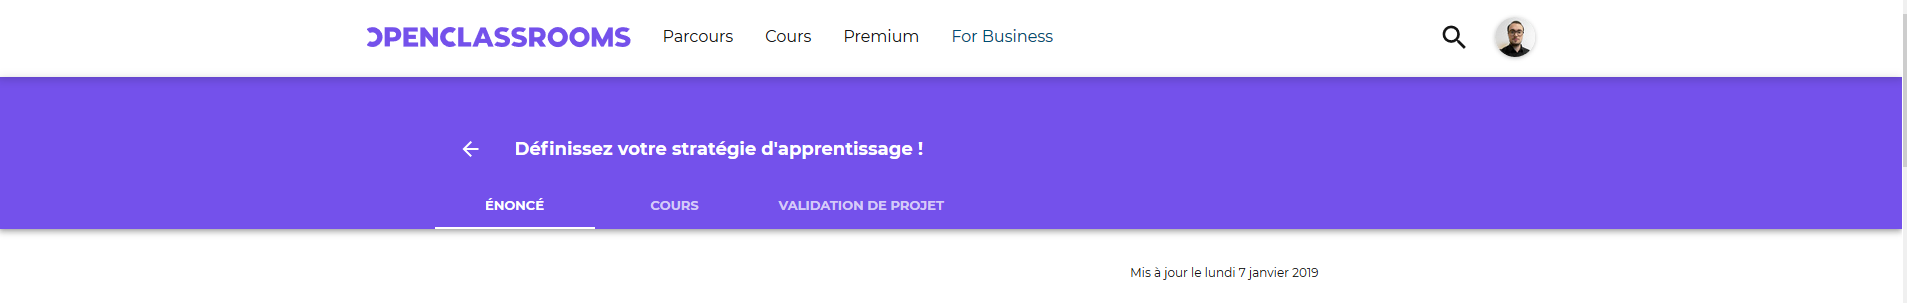 OPENCLASSROOMS Parcours Cours Premium For Business
Définissez votre stratégie d'apprentissage !
ÉNONCÉ COURS VALIDATION DE PROJET
Mis à jour le lundi 7 janvier 2019